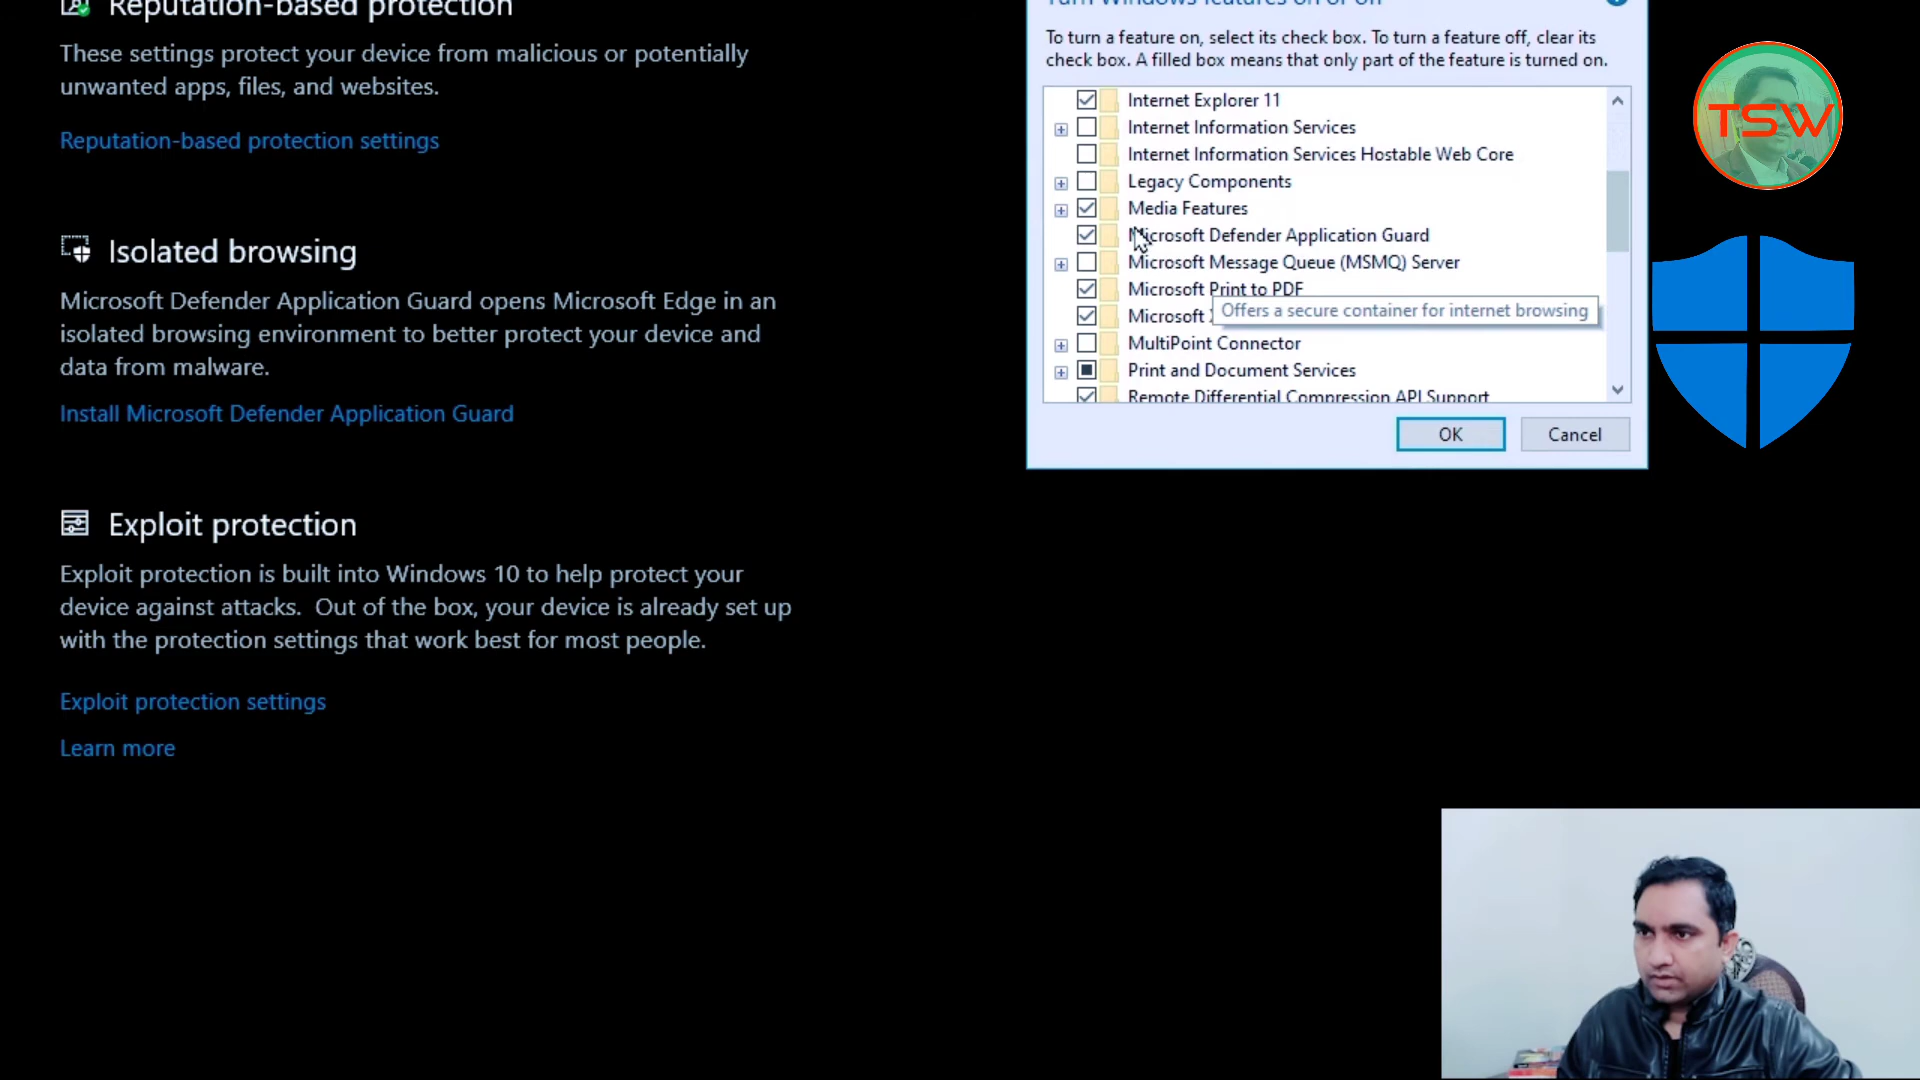 Reputation-based protection
These settings protect your device from malicious or potentially
unwanted apps, files, and websites.
Reputation-based protection settings
Isolated browsing
Microsoft Defender Application Guard opens Microsoft Edge in an
isolated browsing environment to better protect your device and
data from malware.
Install Microsoft Defender Application Guard
Exploit protection
Exploit protection is built into Windows 10 to help protect your
device against attacks. Out of the box, your device is already set up
with the protection settings that work best for most people.
Exploit protection settings
Learn more
Turn Windows features on or off
To turn a feature on, select its check box. To turn a feature off, clear its
check box. A filled box means that only part of the feature is turned on.
Internet Explorer 11
Internet Information Services
Internet Information Services Hostable Web Core
Legacy Components
Media Features
Microsoft Defender Application Guard
Microsoft Message Queue (MSMQ) Server
Microsoft Print to PDF
Offers a secure container for internet browsing
Microsoft
MultiPoint Connector
Print and Document Services
Remote Differential Compression API Support
OK
Cancel
TSW